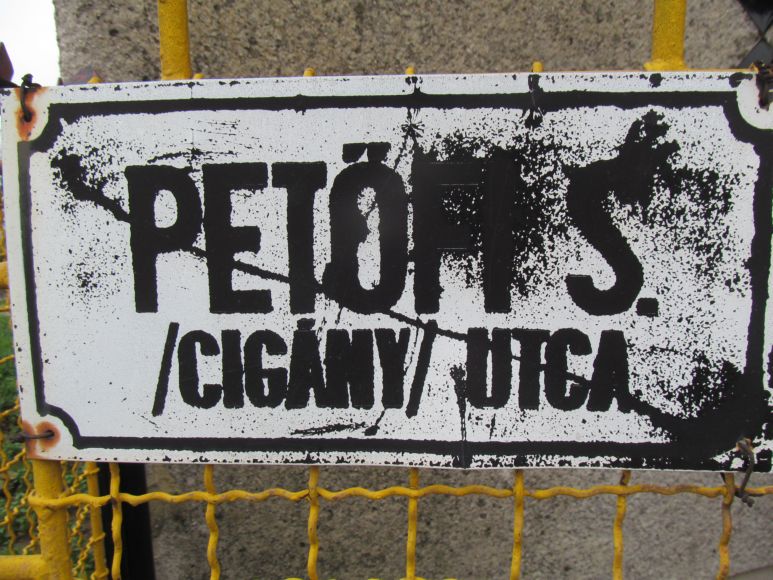 PETŐFI S.
/CIGÁNY/ UTCA